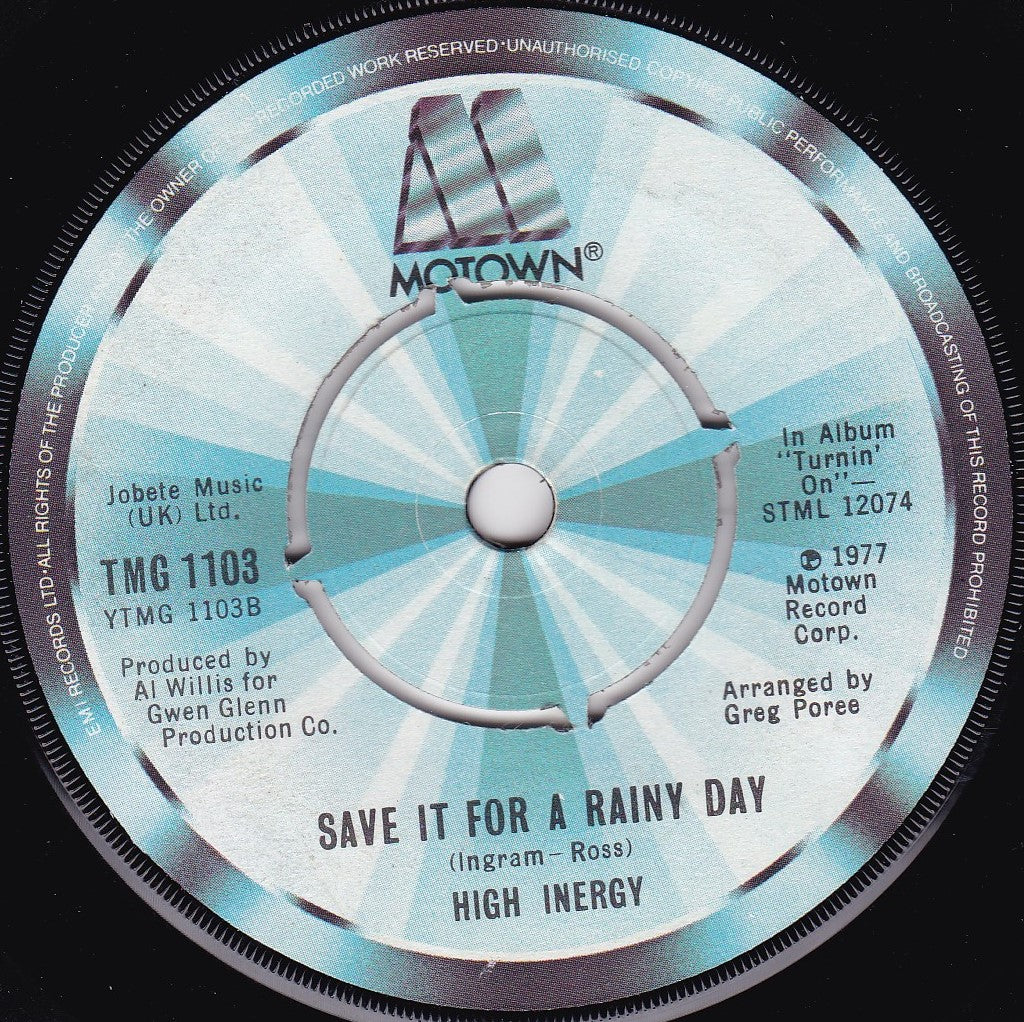 EMI RECORDS LTD·ALL RIGHTS OF THE PRODUCER AND OF THE OWNER OF THE RECORDED WORK RESERVED·UNAUTHORISED COPYING PUBLIC PERFORMANCE AND BROADCASTING OF THIS RECORD PROHIBITED
MOTOWN®
Jobete Music
(UK) Ltd.
TMG 1103
YTMG 1103B
Produced by
Al Willis for
Gwen Glenn
Production Co.
In Album
"Turnin'
On"—
STML 12074
℗ 1977
Motown
Record
Corp.
Arranged by
Greg Poree
SAVE IT FOR A RAINY DAY
(Ingram–Ross)
HIGH INERGY